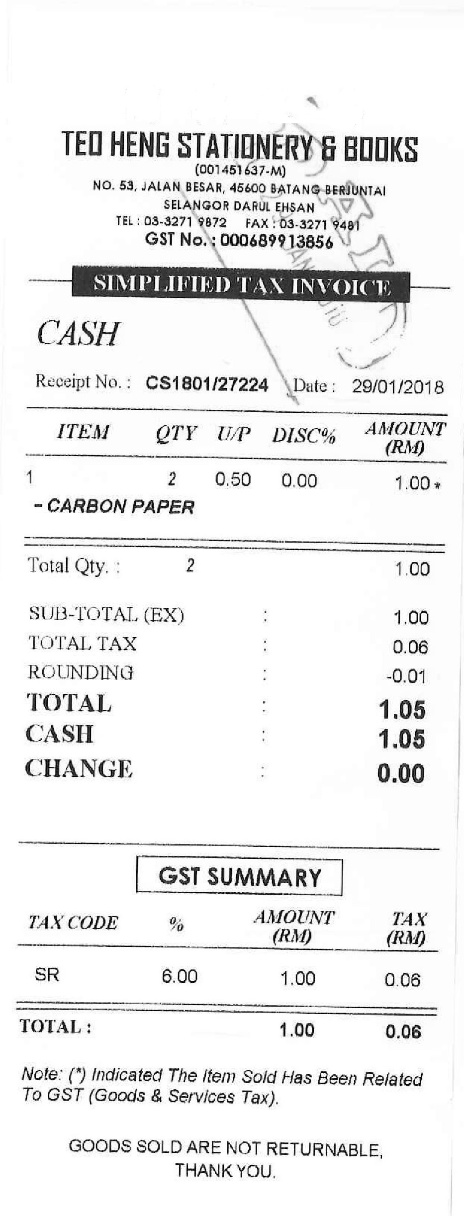 TEO HENG STATIONERY & BOOKS
(001451637-M)
NO. 53, JALAN BESAR, 45600 BATANG BERJUNTAI
SELANGOR DARUL EHSAN
TEL : 03-3271 9872 FAX : 03-3271 9481
GST No. : 000689913856
PAID
JAN
SIMPLIFIED TAX INVOICE
CASH
Receipt No. : CS1801/27224 Date : 29/01/2018
ITEM QTY U/P DISC% AMOUNT
(RM)
1 2 0.50 0.00 1.00 *
- CARBON PAPER
Total Qty. : 2 1.00
SUB-TOTAL (EX) : 1.00
TOTAL TAX : 0.06
ROUNDING : -0.01
TOTAL : 1.05
CASH : 1.05
CHANGE : 0.00
GST SUMMARY
TAX CODE % AMOUNT TAX
(RM) (RM)
SR 6.00 1.00 0.06
TOTAL : 1.00 0.06
Note: (*) Indicated The Item Sold Has Been Related
To GST (Goods & Services Tax).
GOODS SOLD ARE NOT RETURNABLE,
THANK YOU.